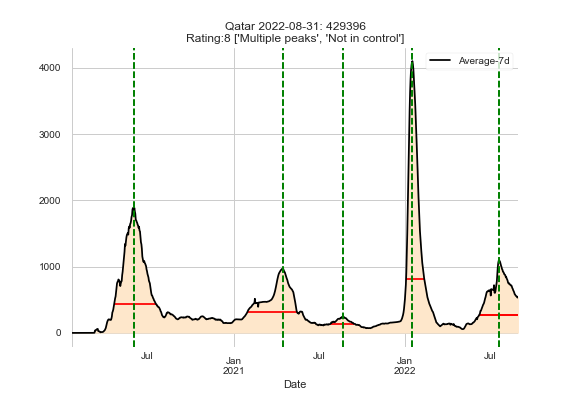 Qatar 2022-08-31: 429396
Rating:8 ['Multiple peaks', 'Not in control']
Average-7d
4000
3000
2000
1000
0
Jul
Jan
2021
Jul
Jan
2022
Jul
Date